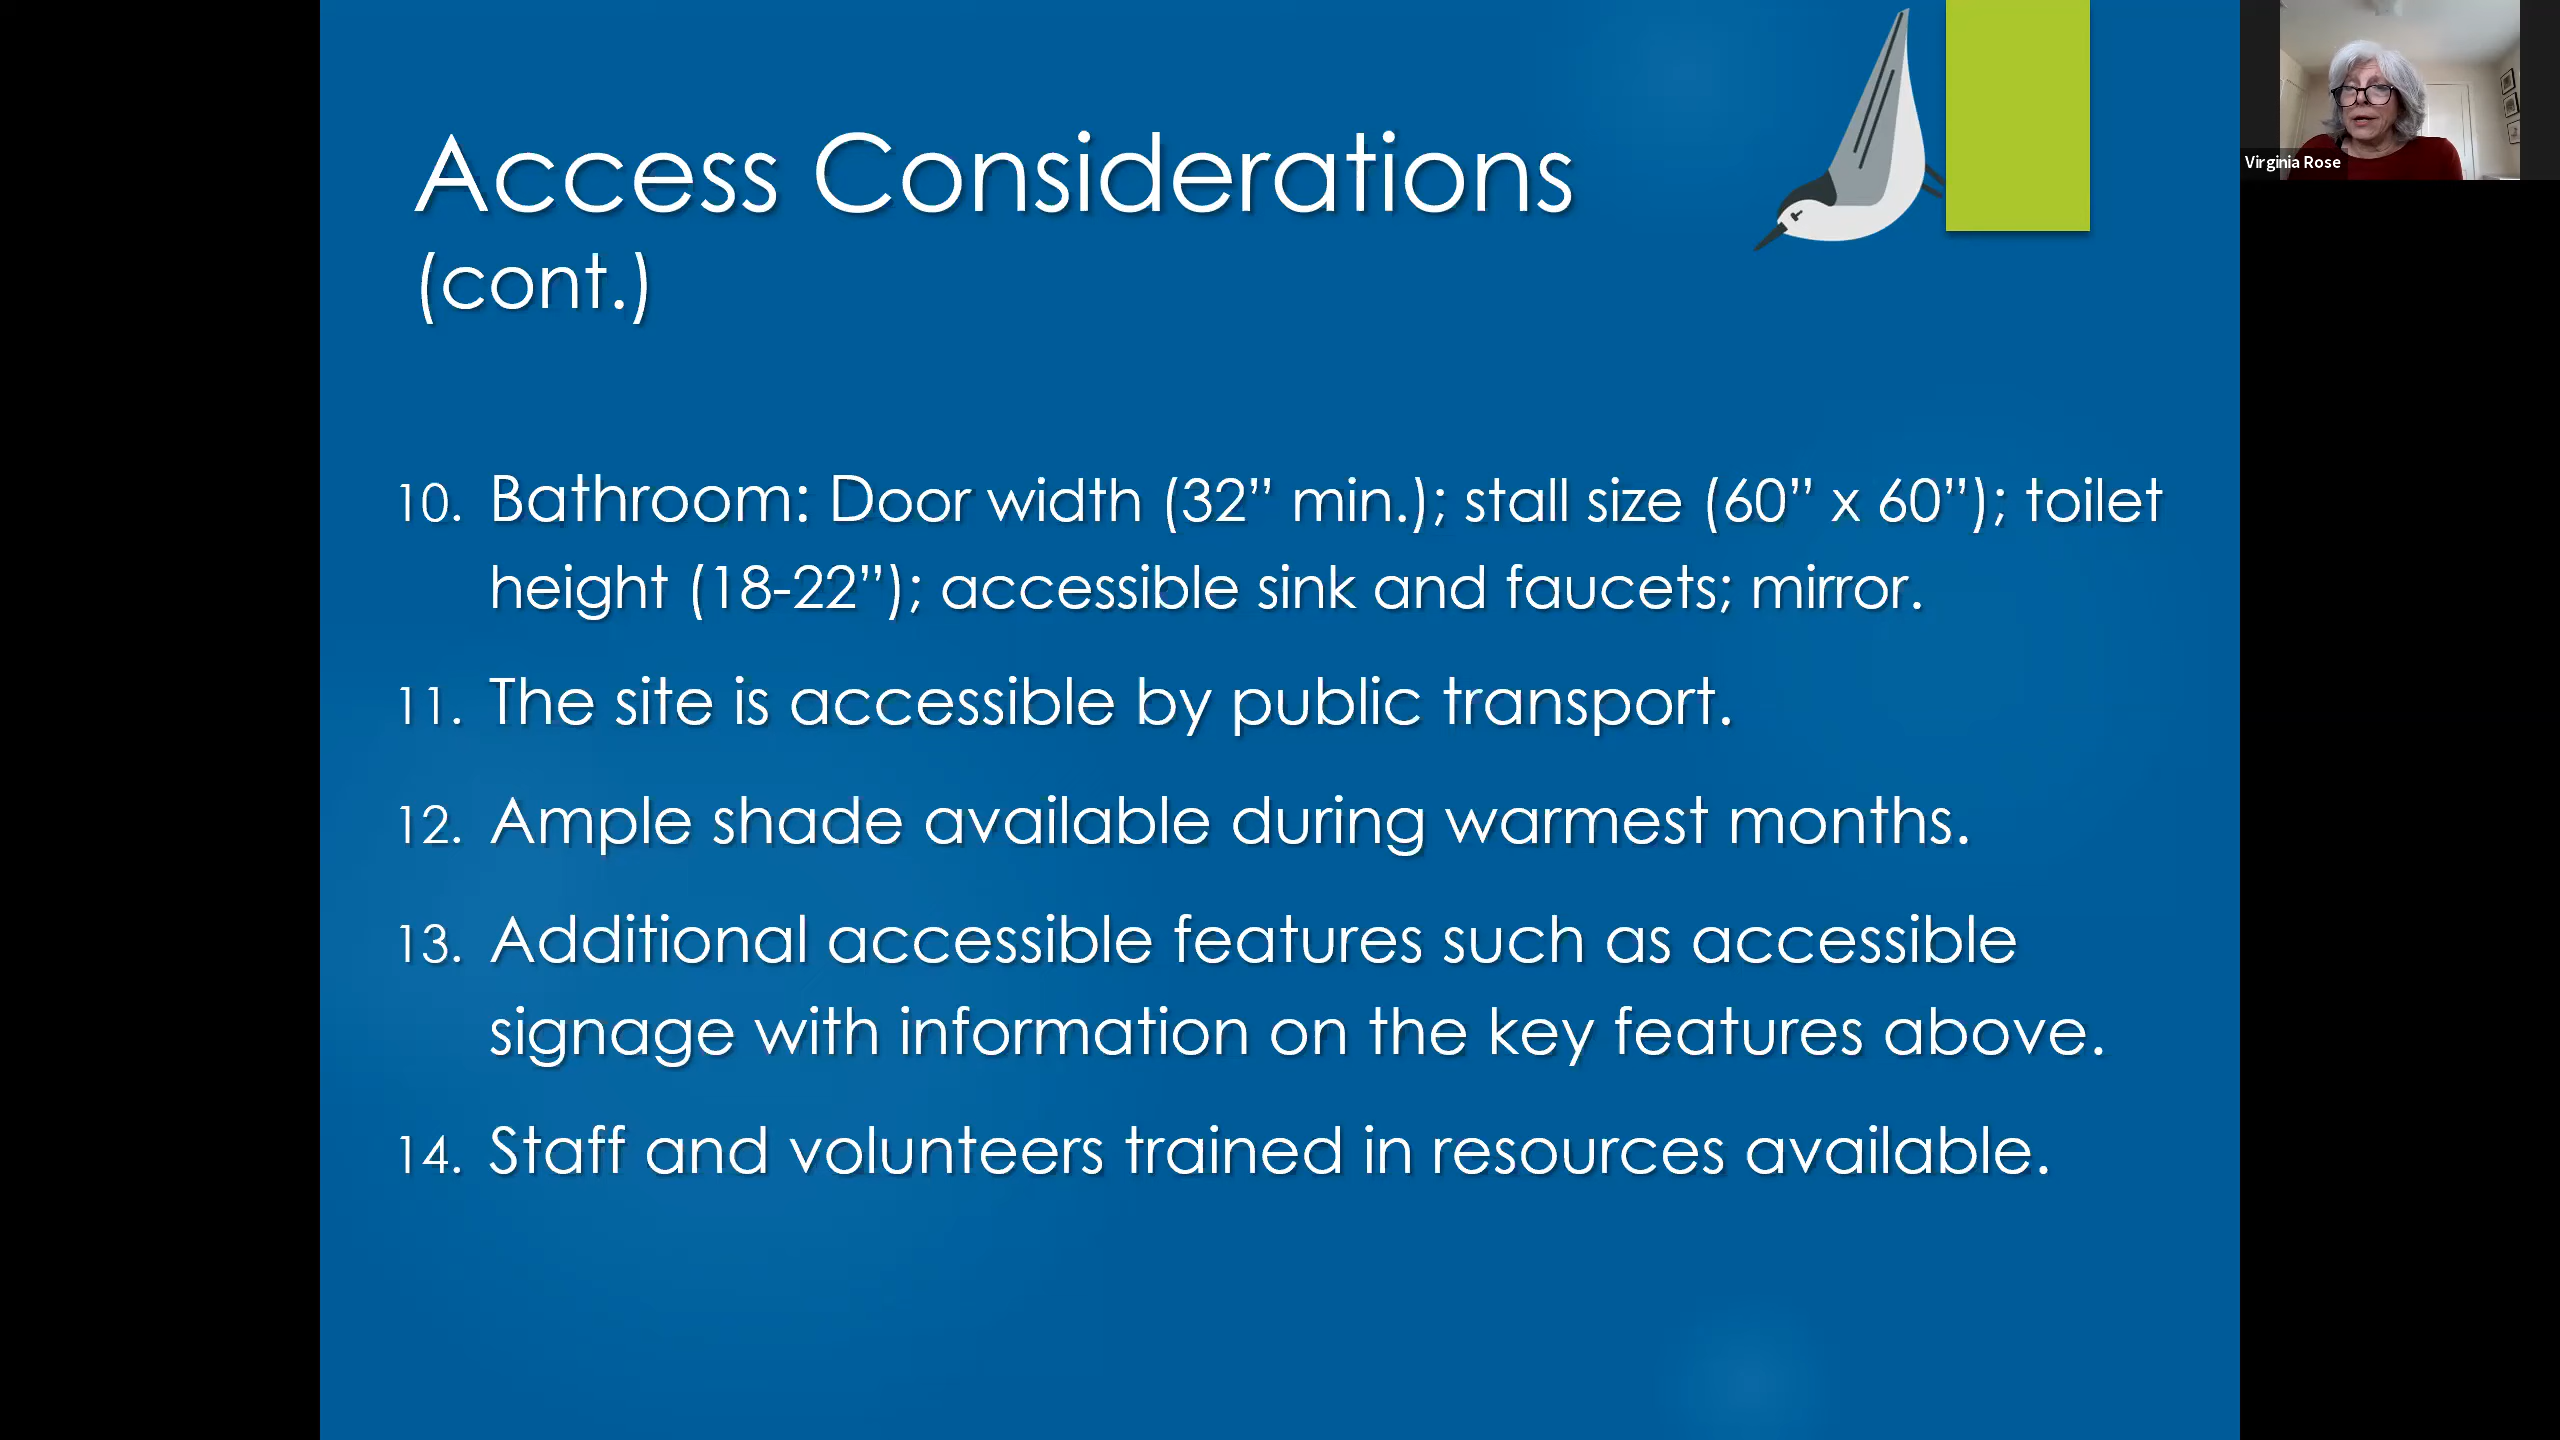 Access Considerations
(cont.)
10. Bathroom: Door width (32” min.); stall size (60” x 60”); toilet
height (18-22”); accessible sink and faucets; mirror.
11. The site is accessible by public transport.
12. Ample shade available during warmest months.
13. Additional accessible features such as accessible
signage with information on the key features above.
14. Staff and volunteers trained in resources available.
Virginia Rose